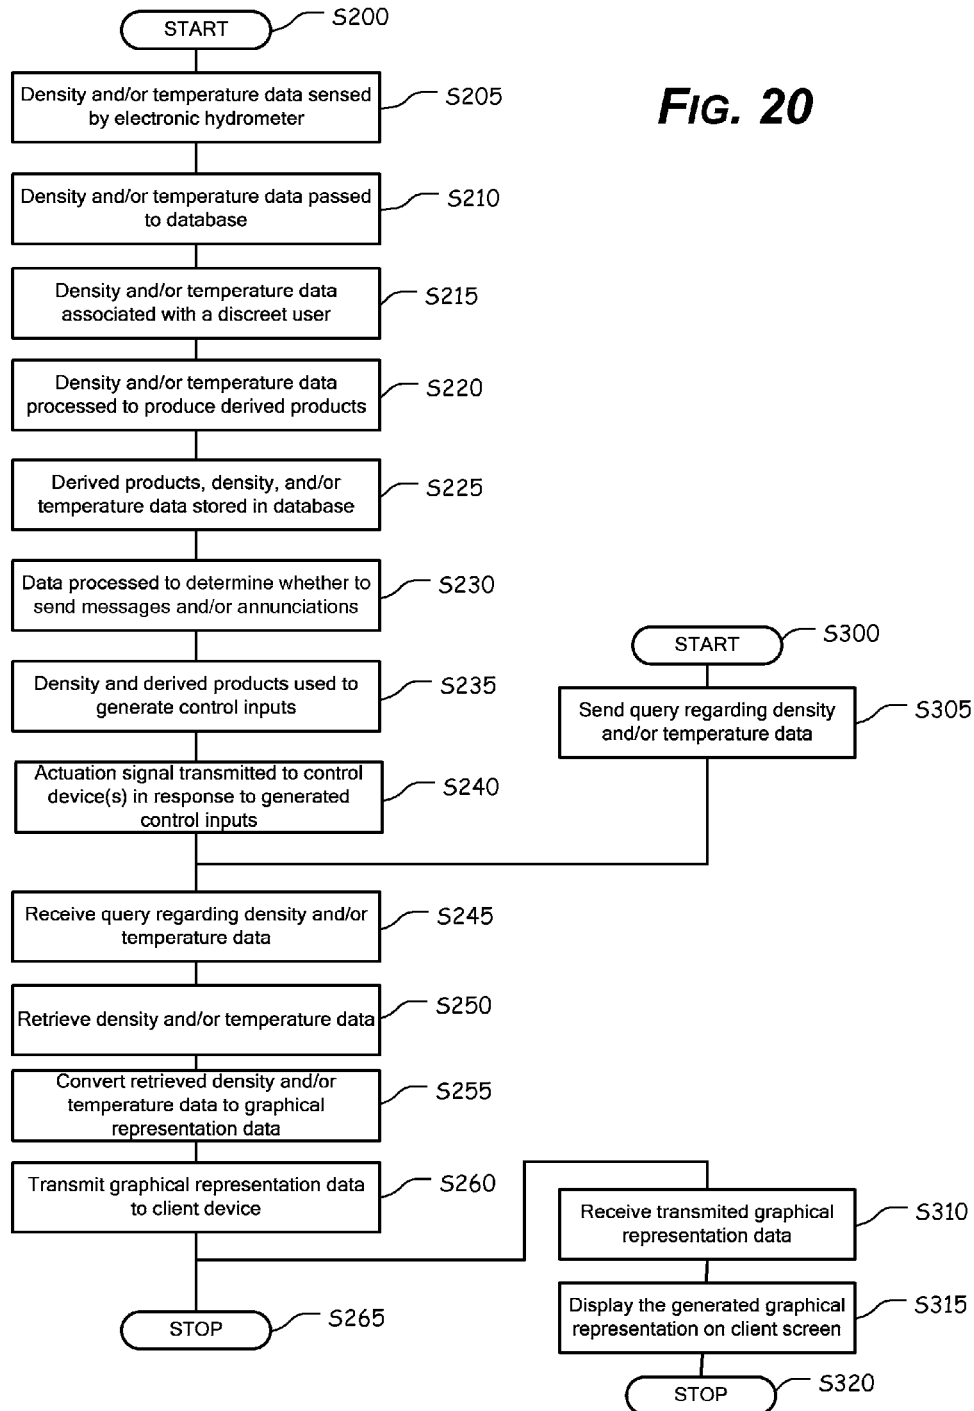 START
S200
FIG. 20
Density and/or temperature data sensed
by electronic hydrometer
S205
Density and/or temperature data passed
to database
S210
Density and/or temperature data
associated with a discreet user
S215
Density and/or temperature data
processed to produce derived products
S220
Derived products, density, and/or
temperature data stored in database
S225
Data processed to determine whether to
send messages and/or annunciations
S230
Density and derived products used to
generate control inputs
S235
Actuation signal transmitted to control
device(s) in response to generated
control inputs
S240
START
S300
Send query regarding density
and/or temperature data
S305
Receive query regarding density and/or
temperature data
S245
Retrieve density and/or temperature data
S250
Convert retrieved density and/or
temperature data to graphical
representation data
S255
Transmit graphical representation data
to client device
S260
STOP
S265
Receive transmited graphical
representation data
S310
Display the generated graphical
representation on client screen
S315
STOP
S320